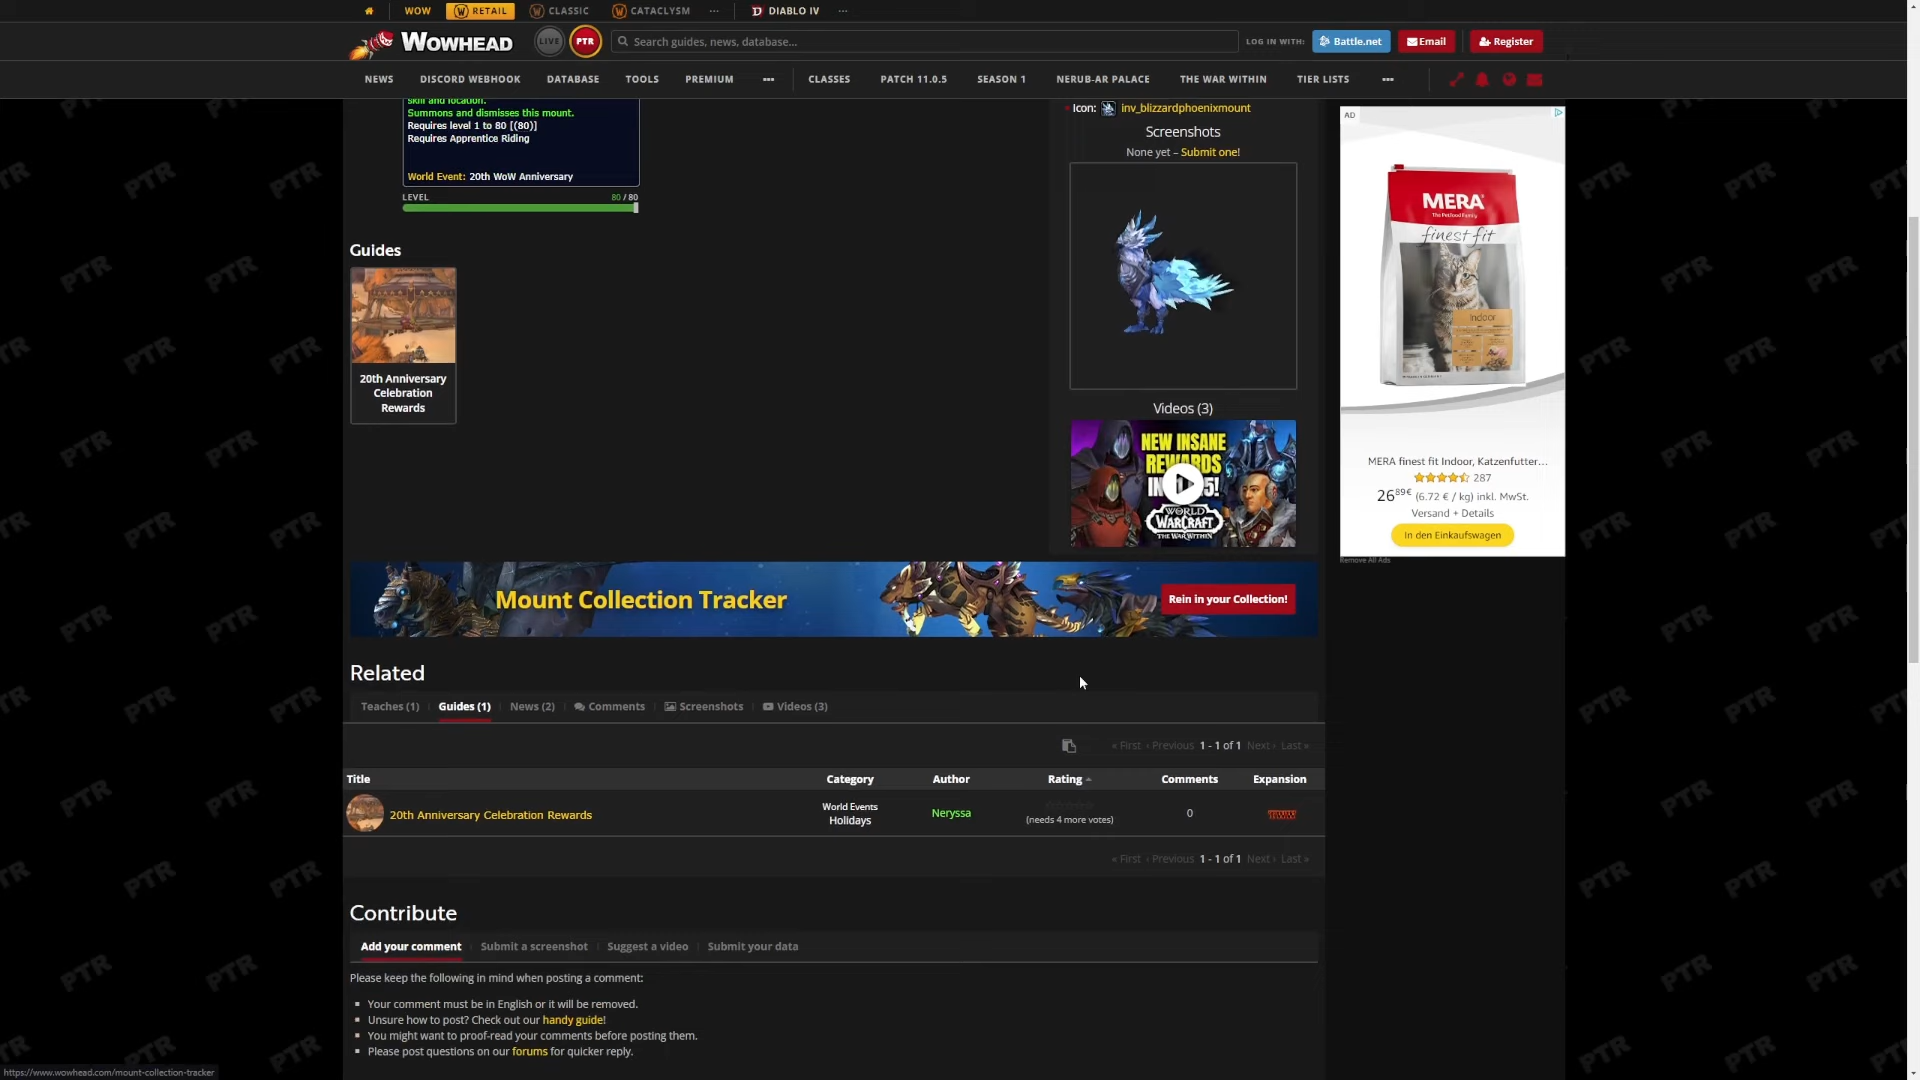 WOW
RETAIL
CLASSIC
CATACLYSM
DIABLO IV
WOWHEAD
LIVE
PTR
Search guides, news, database...
LOG IN WITH:
Battle.net
Email
Register
NEWS
DISCORD WEBHOOK
DATABASE
TOOLS
PREMIUM
CLASSES
PATCH 11.0.5
SEASON 1
NERUB-AR PALACE
THE WAR WITHIN
TIER LISTS
skill and location.
Summons and dismisses this mount.
Requires level 1 to 80 [(80)]
Requires Apprentice Riding
World Event: 20th WoW Anniversary
LEVEL 80 / 80
Guides
20th Anniversary
Celebration
Rewards
Icon: inv_blizzardphoenixmount
Screenshots
None yet – Submit one!
Videos (3)
NEW INSANE
REWARDS
WORLD
WARCRAFT
THE WAR WITHIN
AD
MERA
The Petfood Family
finest fit
Indoor
MERA finest fit Indoor, Katzenfutter...
287
26 89€ (6.72 € / kg) inkl. MwSt.
Versand + Details
In den Einkaufswagen
Remove All Ads
Mount Collection Tracker
Rein in your Collection!
Related
Teaches (1)
Guides (1)
News (2)
Comments
Screenshots
Videos (3)
« First ‹ Previous 1 - 1 of 1 Next › Last »
Title Category Author Rating Comments Expansion
20th Anniversary Celebration Rewards
World Events
Holidays
Neryssa
(needs 4 more votes)
0
« First ‹ Previous 1 - 1 of 1 Next › Last »
Contribute
Add your comment
Submit a screenshot
Suggest a video
Submit your data
Please keep the following in mind when posting a comment:
Your comment must be in English or it will be removed.
Unsure how to post? Check out our handy guide!
You might want to proof-read your comments before posting them.
Please post questions on our forums for quicker reply.
https://www.wowhead.com/mount-collection-tracker